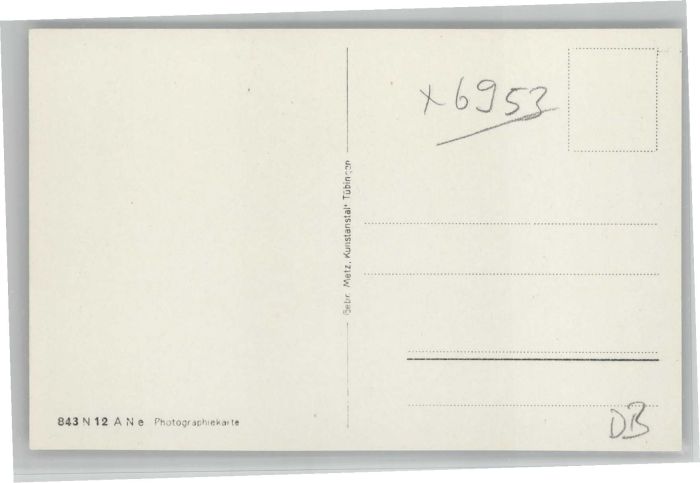 x6953
Gebr. Metz, Kunstanstalt Tübingen
843 N 12 A N e Photographiekarte
DB